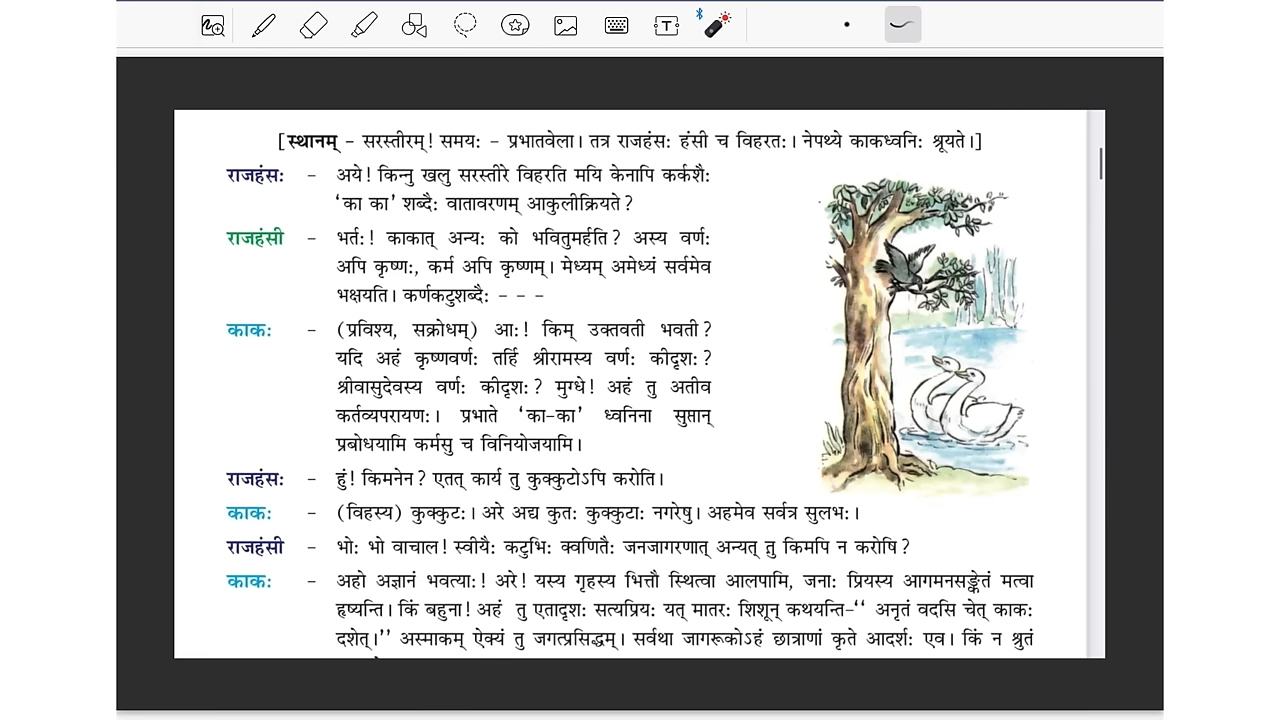 [स्थानम् – सरस्तीरम्! समयः – प्रभातवेला। तत्र राजहंसः हंसी च विहरतः। नेपथ्ये काकध्वनिः श्रूयते।]
राजहंसः – अये! किन्नु खलु सरस्तीरे विहरति मयि केनापि कर्कशैः
‘का का’ शब्दैः वातावरणम् आकुलीक्रियते?
राजहंसी – भर्तः! काकात् अन्यः को भवितुमर्हति? अस्य वर्णः
अपि कृष्णः, कर्म अपि कृष्णम्। मेध्यम् अमेध्यं सर्वमेव
भक्षयति। कर्णकटुशब्दैः – – –
काकः – (प्रविश्य, सक्रोधम्) आः! किम् उक्तवती भवती?
यदि अहं कृष्णवर्णः तर्हि श्रीरामस्य वर्णः कीदृशः?
श्रीवासुदेवस्य वर्णः कीदृशः? मुग्धे! अहं तु अतीव
कर्तव्यपरायणः। प्रभाते ‘का-का’ ध्वनिना सुप्तान्
प्रबोधयामि कर्मसु च विनियोजयामि।
राजहंसः – हुं! किमनेन? एतत् कार्यं तु कुक्कुटोऽपि करोति।
काकः – (विहस्य) कुक्कुटः। अरे अद्य कुतः कुक्कुटाः नगरेषु। अहमेव सर्वत्र सुलभः।
राजहंसी – भोः भो वाचाल! स्वीयैः कटुभिः क्वणितैः जनजागरणात् अन्यत् तु किमपि न करोषि?
काकः – अहो अज्ञानं भवत्याः! अरे! यस्य गृहस्य भित्तौ स्थित्वा आलपामि, जनाः प्रियस्य आगमनसङ्केतं मत्वा
हृष्यन्ति। किं बहुना! अहं तु एतादृशः सत्यप्रियः यत् मातरः शिशून् कथयन्ति-‘‘ अनृतं वदसि चेत् काकः
दशेत्।’’ अस्माकम् ऐक्यं तु जगत्प्रसिद्धम्। सर्वथा जागरूकोऽहं छात्राणां कृते आदर्शः एव। किं न श्रुतं